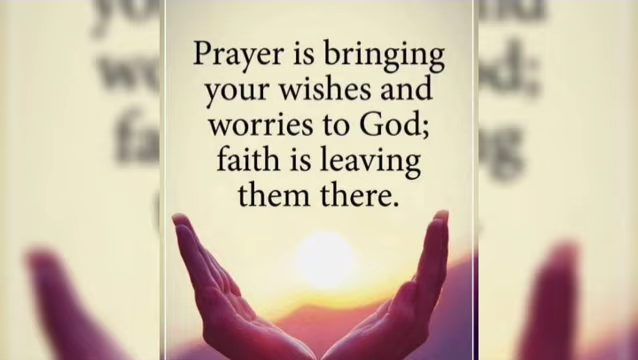 Prayer is bringing
your wishes and
worries to God;
faith is leaving
them there.